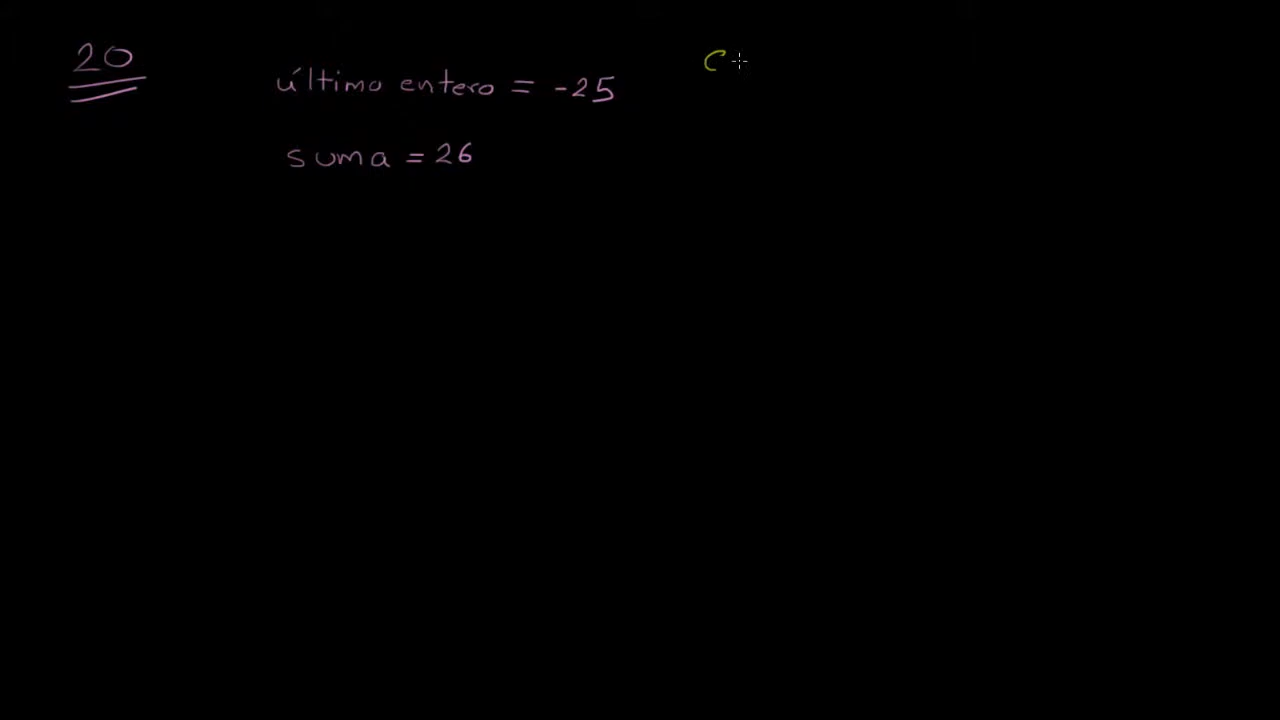 20
último entero = -25
C
suma = 26